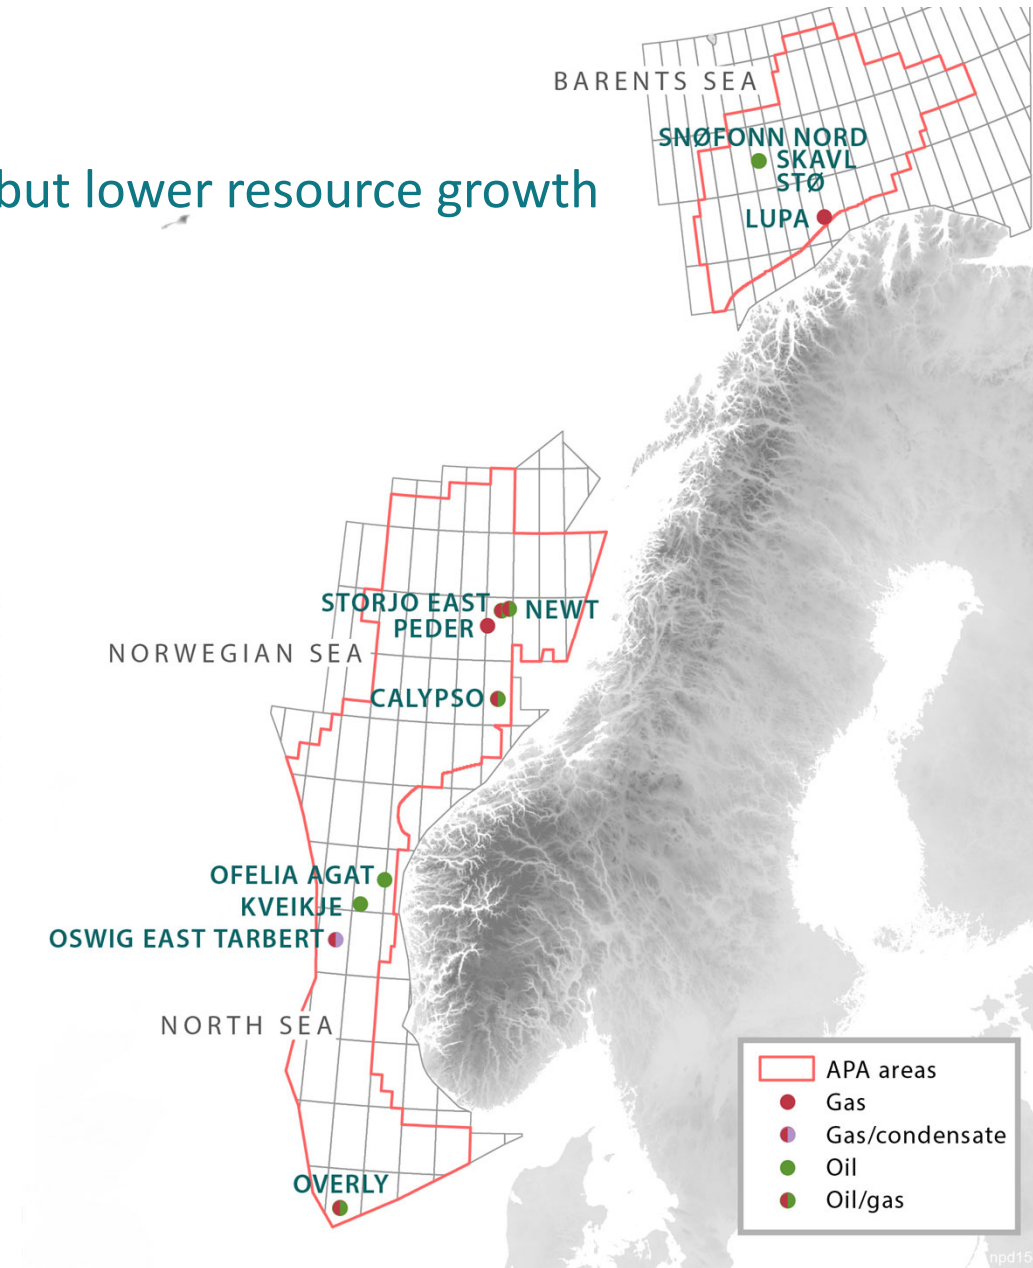 BARENTS SEA
SNØFONN NORD
SKAVL
STØ
but lower resource growth
LUPA
STORJO EAST
NEWT
PEDER
NORWEGIAN SEA
CALYPSO
OFELIA AGAT
KVEIKJE
OSWIG EAST TARBERT
NORTH SEA
OVERLY
APA areas
Gas
Gas/condensate
Oil
Oil/gas
npd15